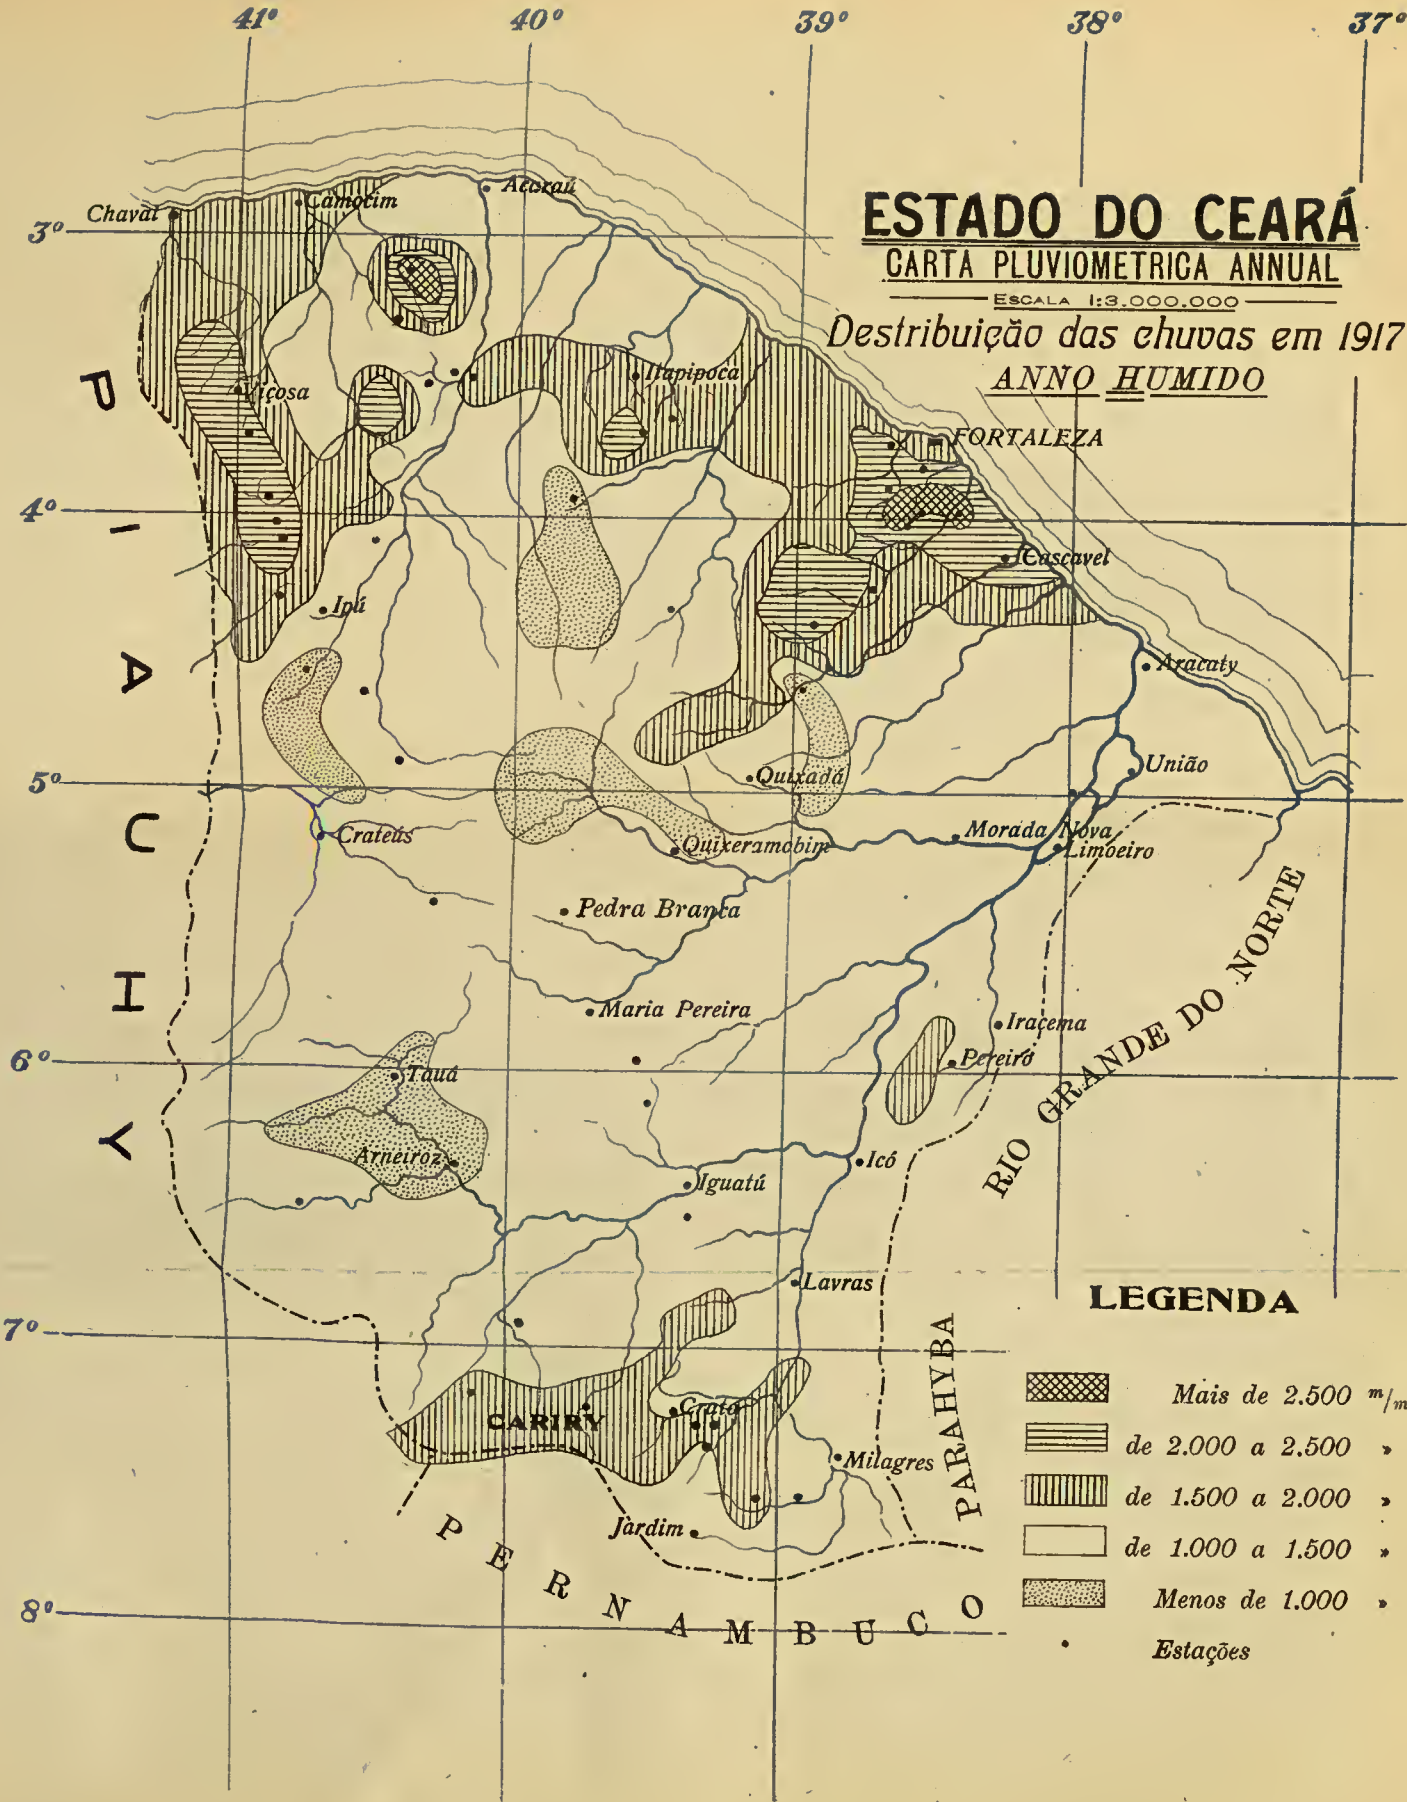 41° 40° 39° 38° 37°
ESTADO DO CEARÁ
CARTA PLUVIOMETRICA ANNUAL
ESCALA 1:3.000.000
Destribuição das chuvas em 1917
ANNO HUMIDO
Acaraú
Camocim
Chaval
3°
Itapipoca
Viçosa
FORTALEZA
4°
Cascavel
Ipú
Aracaty
União
5°
Quixadá
Crateús
Morada Nova
Quixeramobim
Limoeiro
Pedra Branca
Maria Pereira
Iracema
6°
Pereiro
Tauá
Arneiroz
Icó
Iguatú
Lavras
7°
Crato
CARIRY
Milagres
Jardim
8°
PIAUHY
RIO GRANDE DO NORTE
PARAHYBA
PERNAMBUCO
LEGENDA
Mais de 2.500 m/m
de 2.000 a 2.500 »
de 1.500 a 2.000 »
de 1.000 a 1.500 »
Menos de 1.000 »
Estações